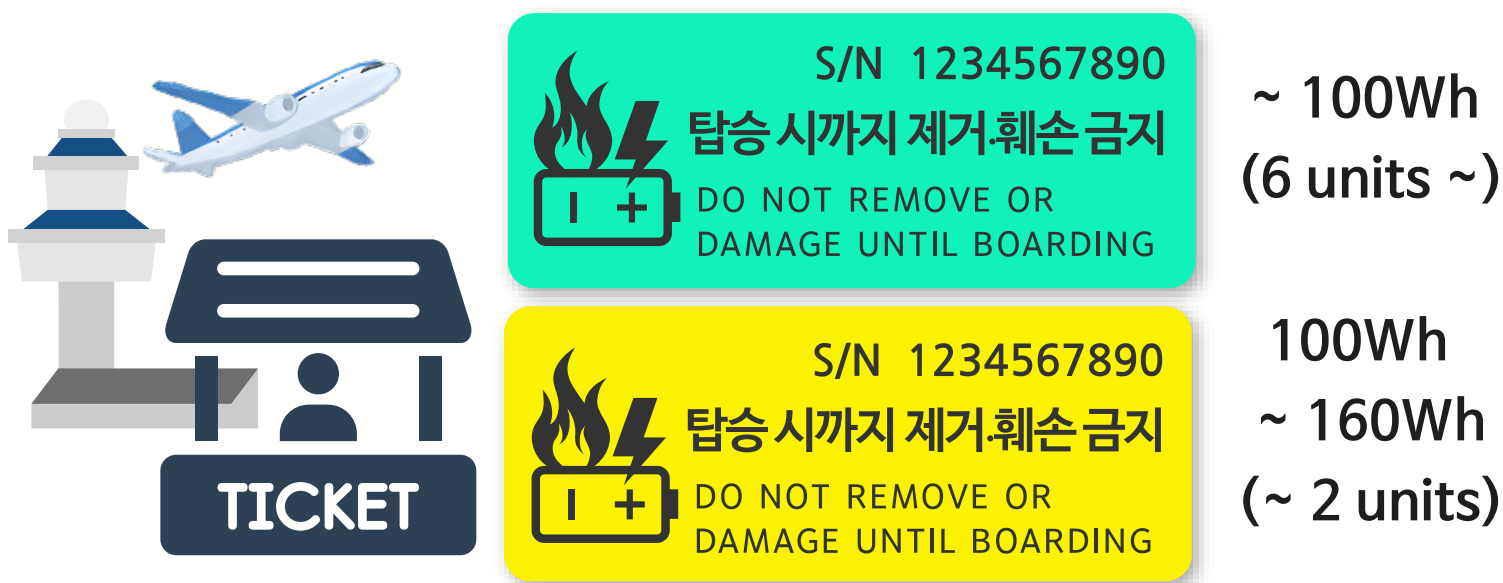 S/N 1234567890
탑승 시까지 제거·훼손 금지
DO NOT REMOVE OR
DAMAGE UNTIL BOARDING
~ 100Wh
(6 units ~)
S/N 1234567890
탑승 시까지 제거·훼손 금지
DO NOT REMOVE OR
DAMAGE UNTIL BOARDING
100Wh
~ 160Wh
(~ 2 units)
TICKET